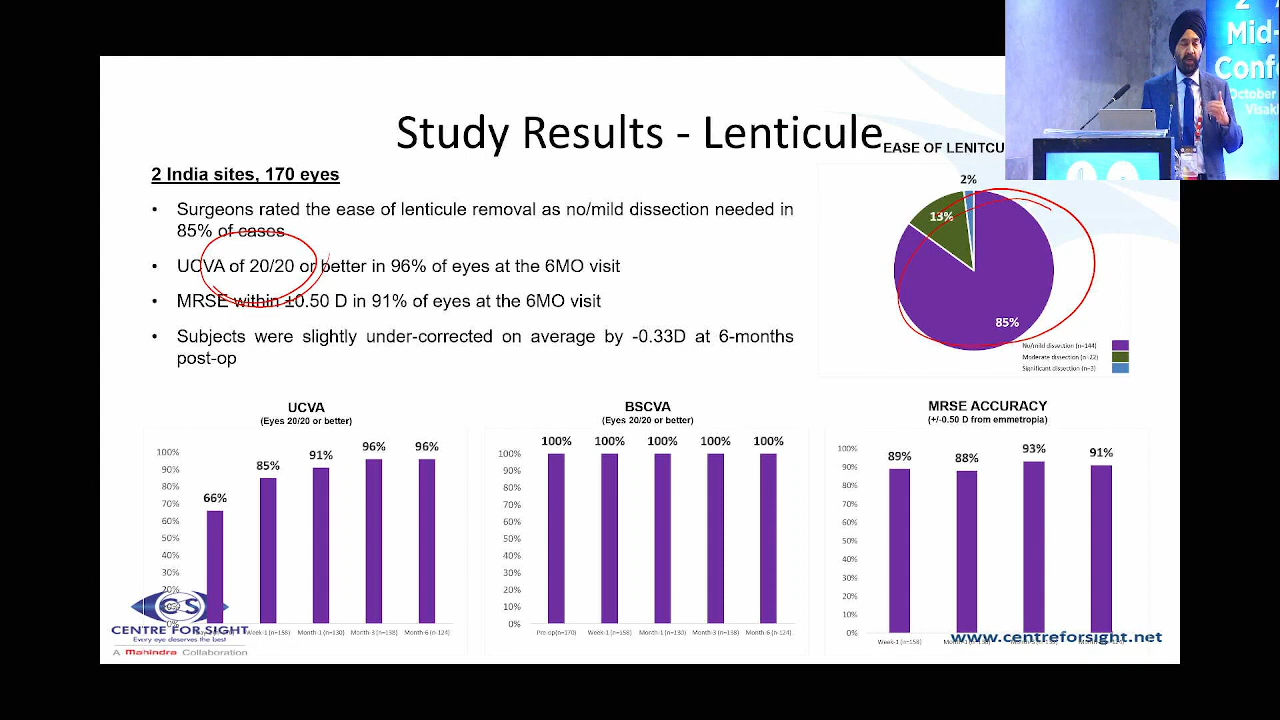 2
Mid-
Confe
October
Visak
Study Results - Lenticule
EASE OF LENITCU
2 India sites, 170 eyes
• Surgeons rated the ease of lenticule removal as no/mild dissection needed in
85% of cases
• UCVA of 20/20 or better in 96% of eyes at the 6MO visit
• MRSE within ±0.50 D in 91% of eyes at the 6MO visit
• Subjects were slightly under-corrected on average by -0.33D at 6-months
post-op
2%
13%
85%
No/mild dissection (n=144)
Moderate dissection (n=22)
Significant dissection (n=3)
UCVA
(Eyes 20/20 or better)
100%
90%
80%
70%
60%
50%
40%
30%
20%
10%
0%
66%
85%
91%
96%
96%
Week-1 (n=158)
Month-1 (n=130)
Month-3 (n=138)
Month-6 (n=124)
BSCVA
(Eyes 20/20 or better)
100%
90%
80%
70%
60%
50%
40%
30%
20%
10%
0%
100%
100%
100%
100%
100%
Pre-op(n=170)
Week-1 (n=158)
Month-1 (n=130)
Month-3 (n=138)
Month-6 (n=124)
MRSE ACCURACY
(+/-0.50 D from emmetropia)
100%
90%
80%
70%
60%
50%
40%
30%
20%
10%
0%
89%
88%
93%
91%
Week-1 (n=158)
CS
CENTRE FOR SIGHT
Every eye deserves the best
A Mahindra Collaboration
www.centreforsight.net